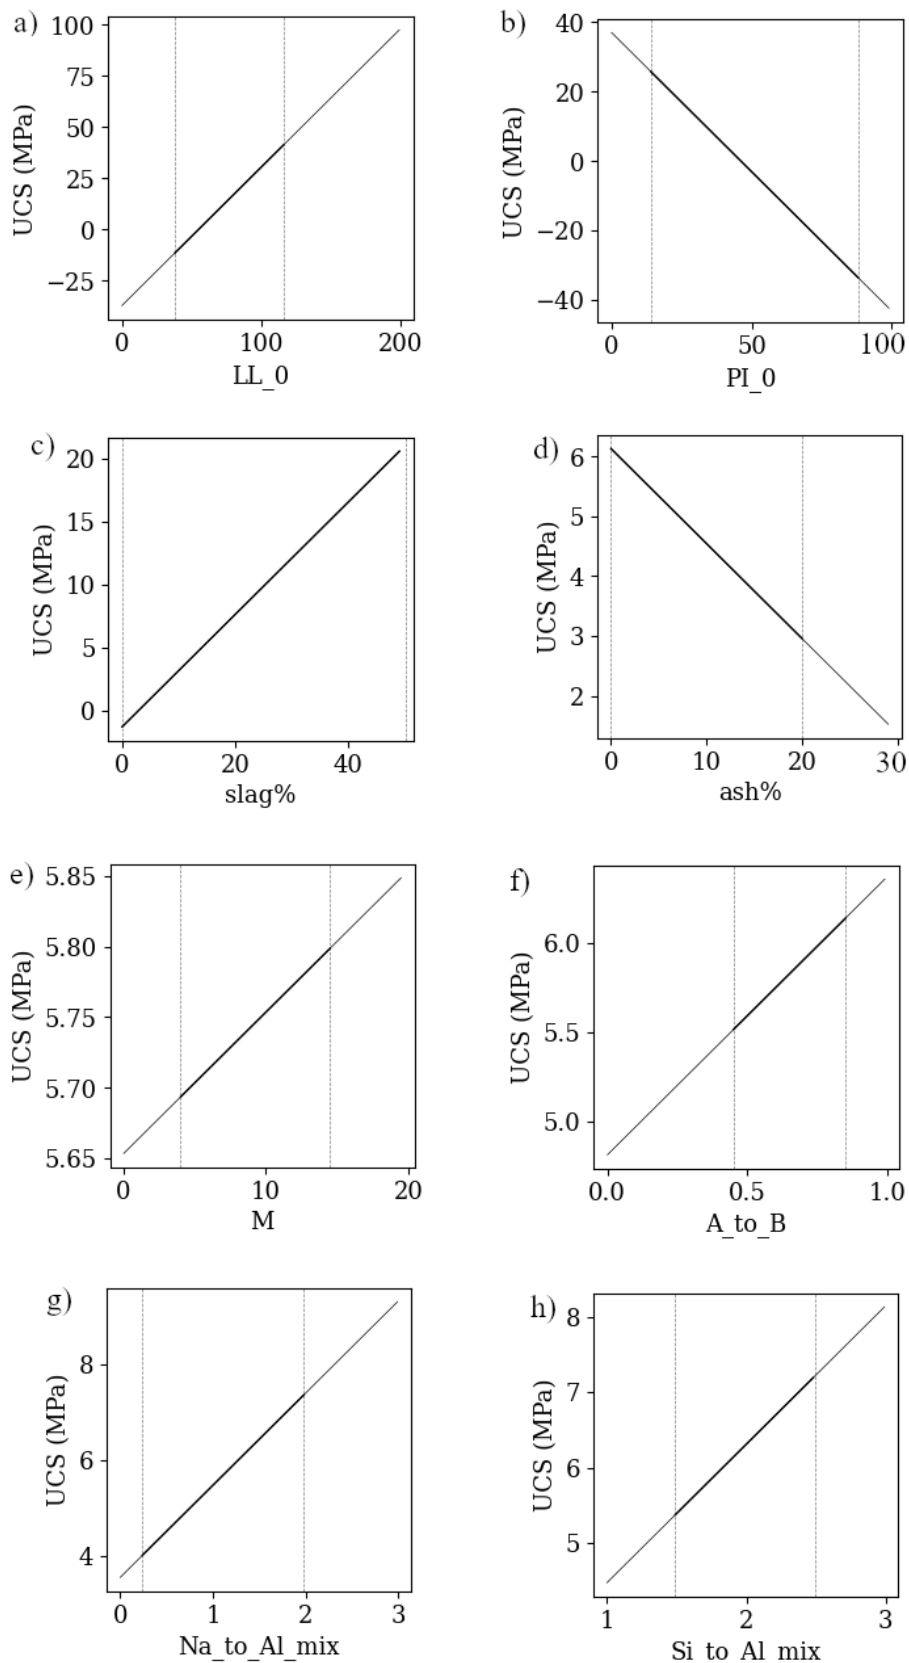 a)
UCS (MPa)
100
75
50
25
0
−25
0 100 200
LL_0
b)
UCS (MPa)
40
20
0
−20
−40
0 50 100
PI_0
c)
UCS (MPa)
20
15
10
5
0
0 20 40
slag%
d)
UCS (MPa)
6
5
4
3
2
0 10 20 30
ash%
e)
UCS (MPa)
5.85
5.80
5.75
5.70
5.65
0 10 20
M
f)
UCS (MPa)
6.0
5.5
5.0
0.0 0.5 1.0
A_to_B
g)
UCS (MPa)
8
6
4
0 1 2 3
Na_to_Al_mix
h)
UCS (MPa)
8
7
6
5
1 2 3
Si_to_Al_mix